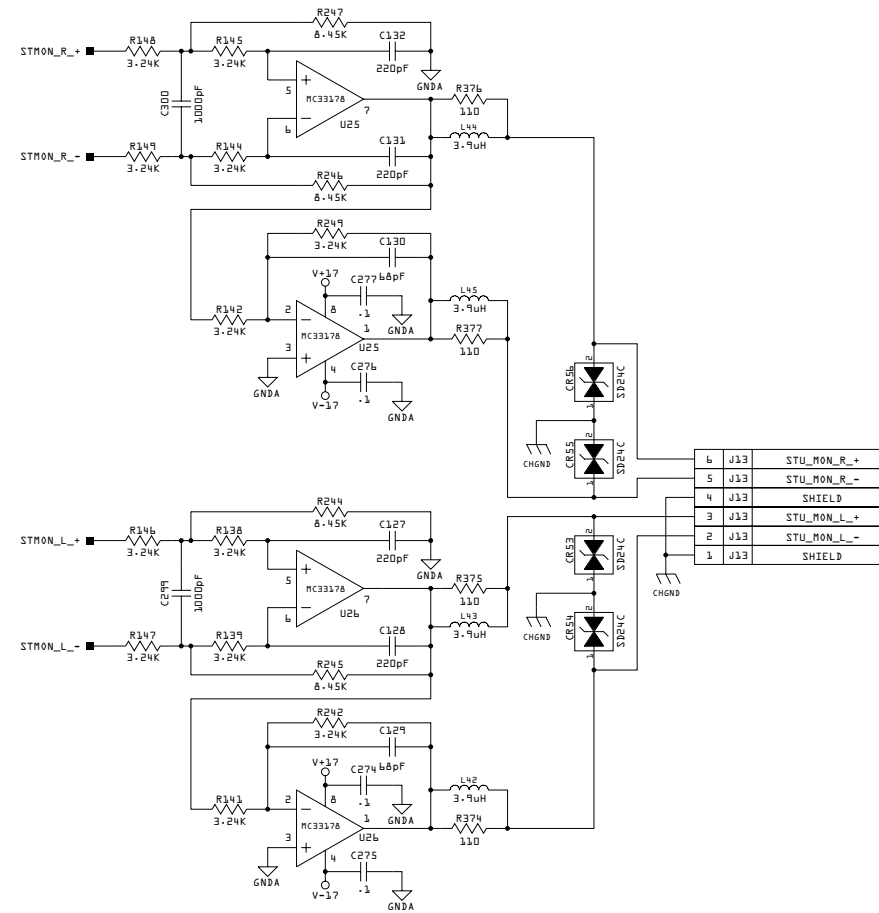 R247
8.45K
STMON_R_+
R148
3.24K
R145
3.24K
C132
220pF
GNDA
C300
1000pF
5
6
7
MC33178
U25
R376
110
L44
3.9uH
STMON_R_-
R149
3.24K
R144
3.24K
C131
220pF
R246
8.45K
R249
3.24K
C130
68pF
V+17
C277
.1
GNDA
8
R142
3.24K
2
3
1
4
MC33178
U25
GNDA
V-17
C276
.1
GNDA
L45
3.9uH
R377
110
2
CR56
SD24C
1
CHGND
2
CR55
SD24C
1
6 J13 STU_MON_R_+
5 J13 STU_MON_R_-
4 J13 SHIELD
3 J13 STU_MON_L_+
2 J13 STU_MON_L_-
1 J13 SHIELD
CHGND
R244
8.45K
STMON_L_+
R146
3.24K
R138
3.24K
C127
220pF
GNDA
C299
1000pF
5
6
7
MC33178
U26
R375
110
L43
3.9uH
2
CR53
SD24C
1
CHGND
2
CR54
SD24C
1
STMON_L_-
R147
3.24K
R139
3.24K
C128
220pF
R245
8.45K
R242
3.24K
C129
68pF
V+17
C274
.1
GNDA
8
R141
3.24K
2
3
1
4
MC33178
U26
GNDA
V-17
C275
.1
GNDA
L42
3.9uH
R374
110